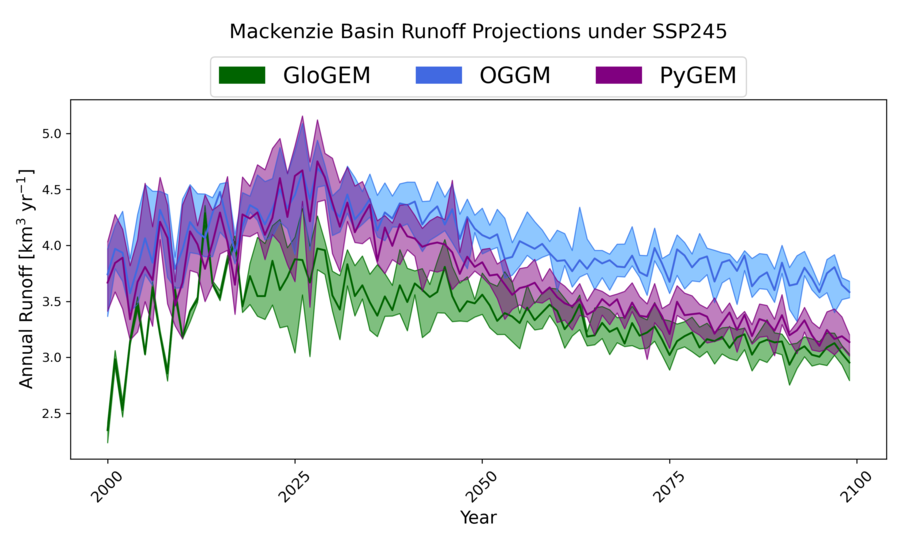 Mackenzie Basin Runoff Projections under SSP245
GloGEM OGGM PyGEM
Annual Runoff [km³ yr⁻¹]
5.0
4.5
4.0
3.5
3.0
2.5
2000 2025 2050 2075 2100
Year